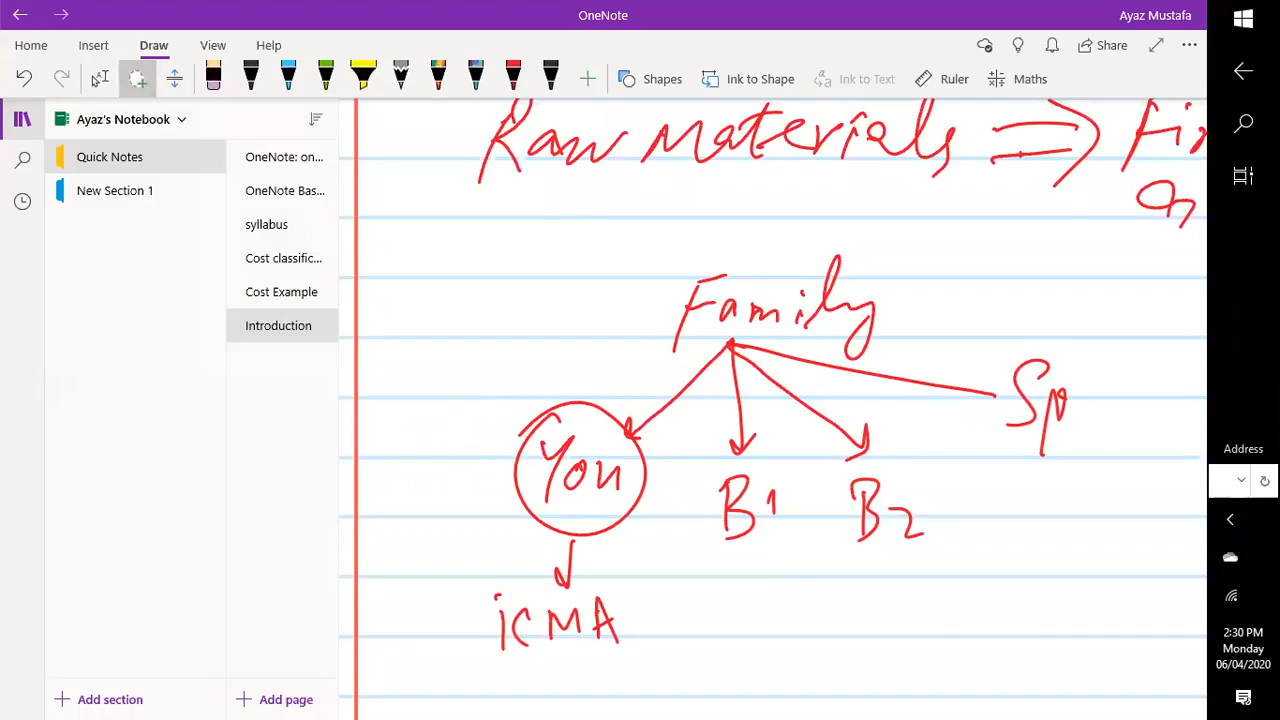 OneNote
Ayaz Mustafa
Home Insert Draw View Help
Share
Shapes Ink to Shape Ink to Text Ruler Maths
Ayaz's Notebook
Quick Notes
New Section 1
OneNote: on...
OneNote Bas...
syllabus
Cost classific...
Cost Example
Introduction
Raw Materials ⇒
Family
Sp
You
B1 B2
iCMA
Address
2:30 PM
Monday
06/04/2020
Add section
Add page